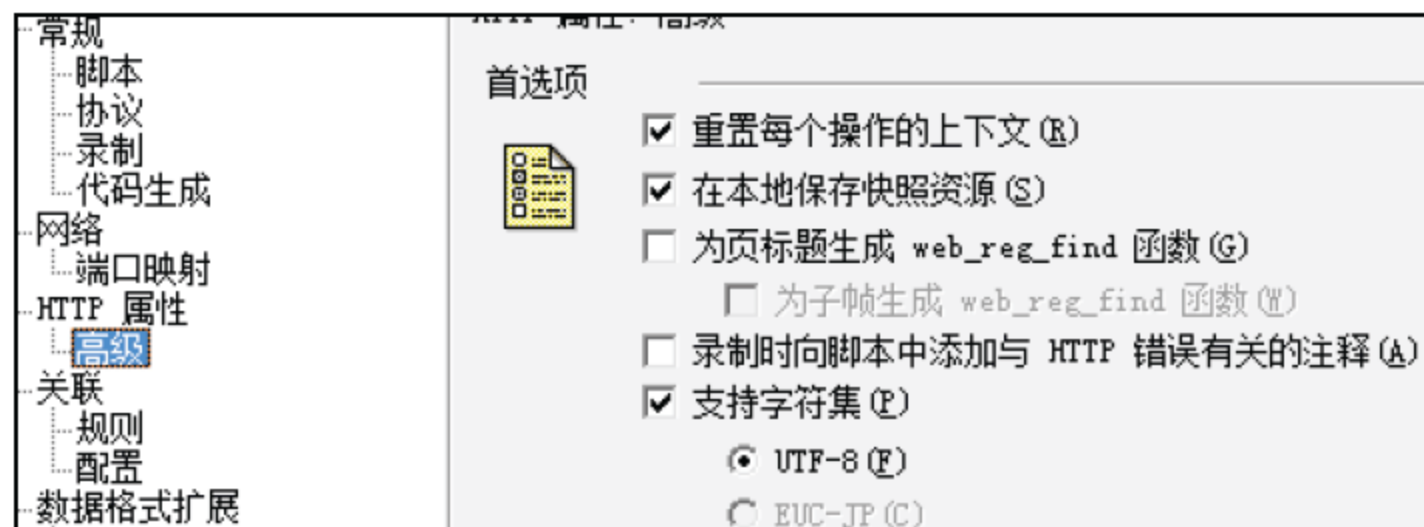 常规
脚本
协议
录制
代码生成
网络
端口映射
HTTP 属性
高级
关联
规则
配置
数据格式扩展
HTTP 属性: 高级
首选项
重置每个操作的上下文(R)
在本地保存快照资源(S)
为页标题生成 web_reg_find 函数(G)
为子帧生成 web_reg_find 函数(W)
录制时向脚本中添加与 HTTP 错误有关的注释(A)
支持字符集(P)
UTF-8(F)
EUC-JP(C)